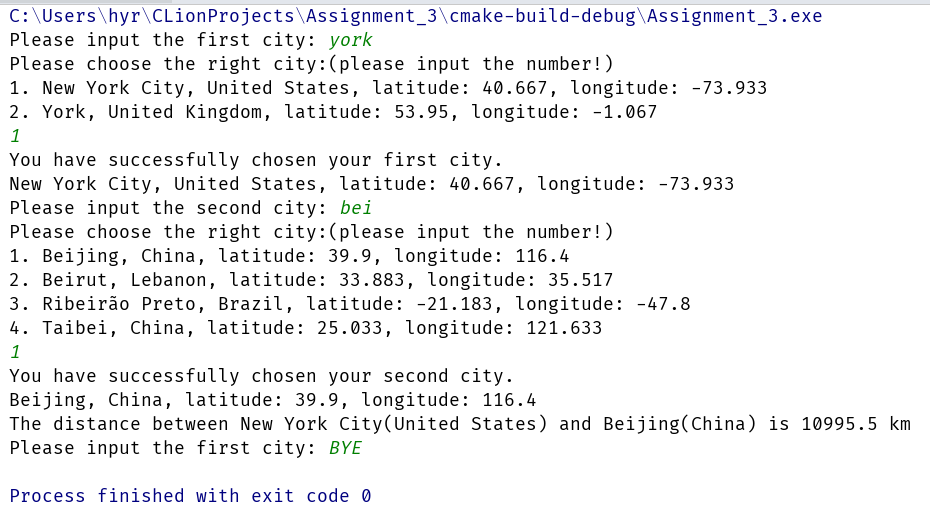 C:\Users\hyr\CLionProjects\Assignment_3\cmake-build-debug\Assignment_3.exe
Please input the first city: york
Please choose the right city:(please input the number!)
1. New York City, United States, latitude: 40.667, longitude: -73.933
2. York, United Kingdom, latitude: 53.95, longitude: -1.067
1
You have successfully chosen your first city.
New York City, United States, latitude: 40.667, longitude: -73.933
Please input the second city: bei
Please choose the right city:(please input the number!)
1. Beijing, China, latitude: 39.9, longitude: 116.4
2. Beirut, Lebanon, latitude: 33.883, longitude: 35.517
3. Ribeirão Preto, Brazil, latitude: -21.183, longitude: -47.8
4. Taibei, China, latitude: 25.033, longitude: 121.633
1
You have successfully chosen your second city.
Beijing, China, latitude: 39.9, longitude: 116.4
The distance between New York City(United States) and Beijing(China) is 10995.5 km
Please input the first city: BYE
Process finished with exit code 0